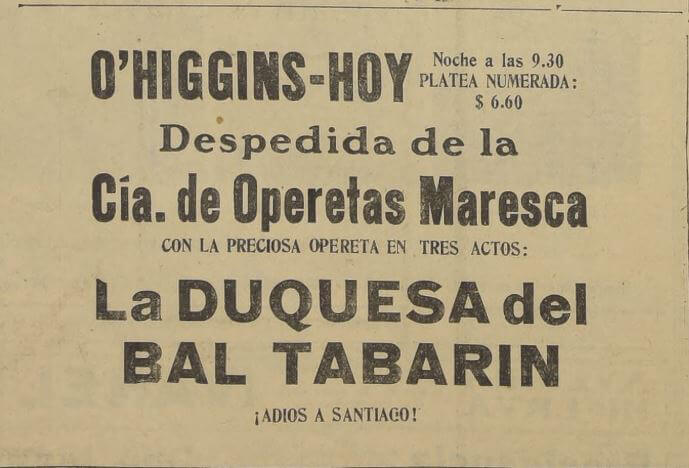 O'HIGGINS-HOY Noche a las 9.30
PLATEA NUMERADA:
$ 6.60
Despedida de la
Cía. de Operetas Maresca
CON LA PRECIOSA OPERETA EN TRES ACTOS:
La DUQUESA del
BAL TABARIN
¡ADIOS A SANTIAGO!